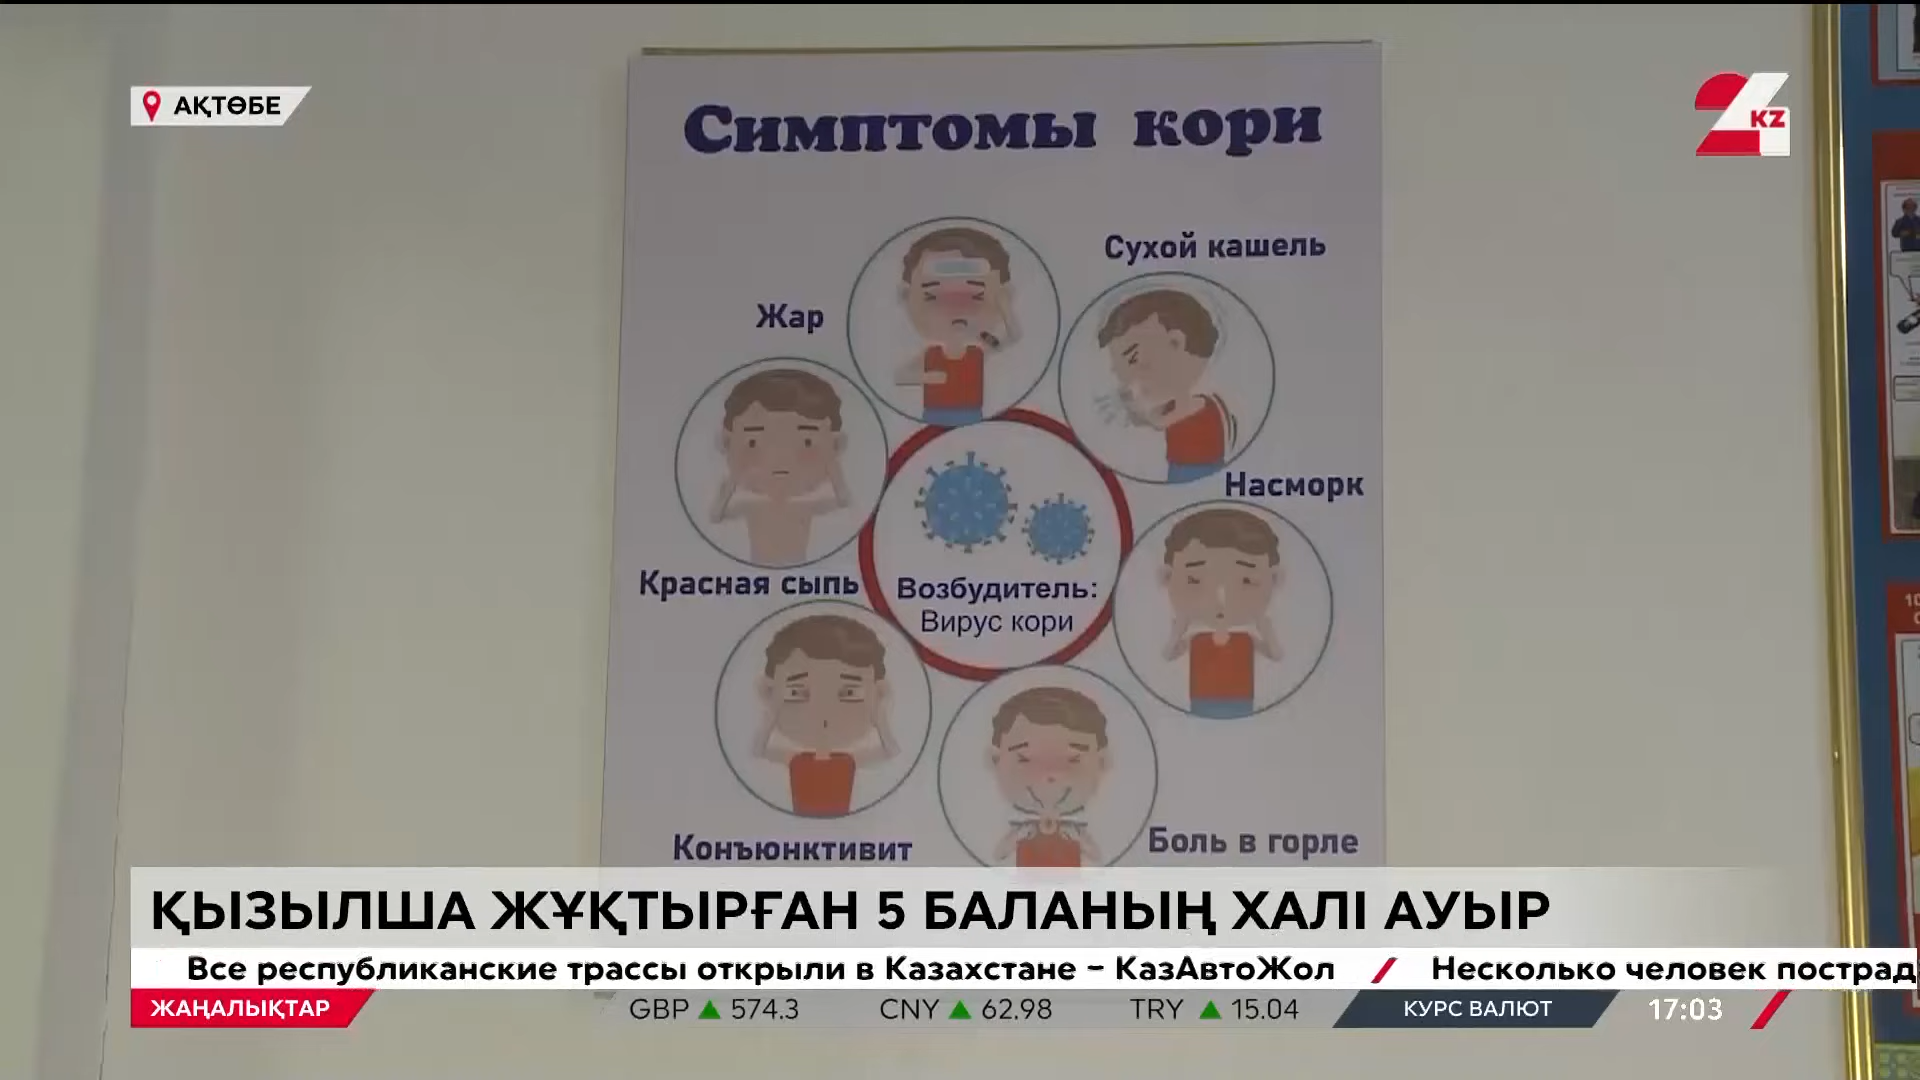 АҚТӨБЕ
24
KZ
Симптомы кори
Сухой кашель
Жар
Насморк
Красная сыпь
Возбудитель:
Вирус кори
Конъюнктивит
Боль в горле
ҚЫЗЫЛША ЖҰҚТЫРҒАН 5 БАЛАНЫҢ ХАЛІ АУЫР
Все республиканские трассы открыли в Казахстане – КазАвтоЖол / Несколько человек пострад
ЖАҢАЛЫҚТАР
GBP ▲ 574.3 CNY ▲ 62.98 TRY ▲ 15.04 КУРС ВАЛЮТ 17:03